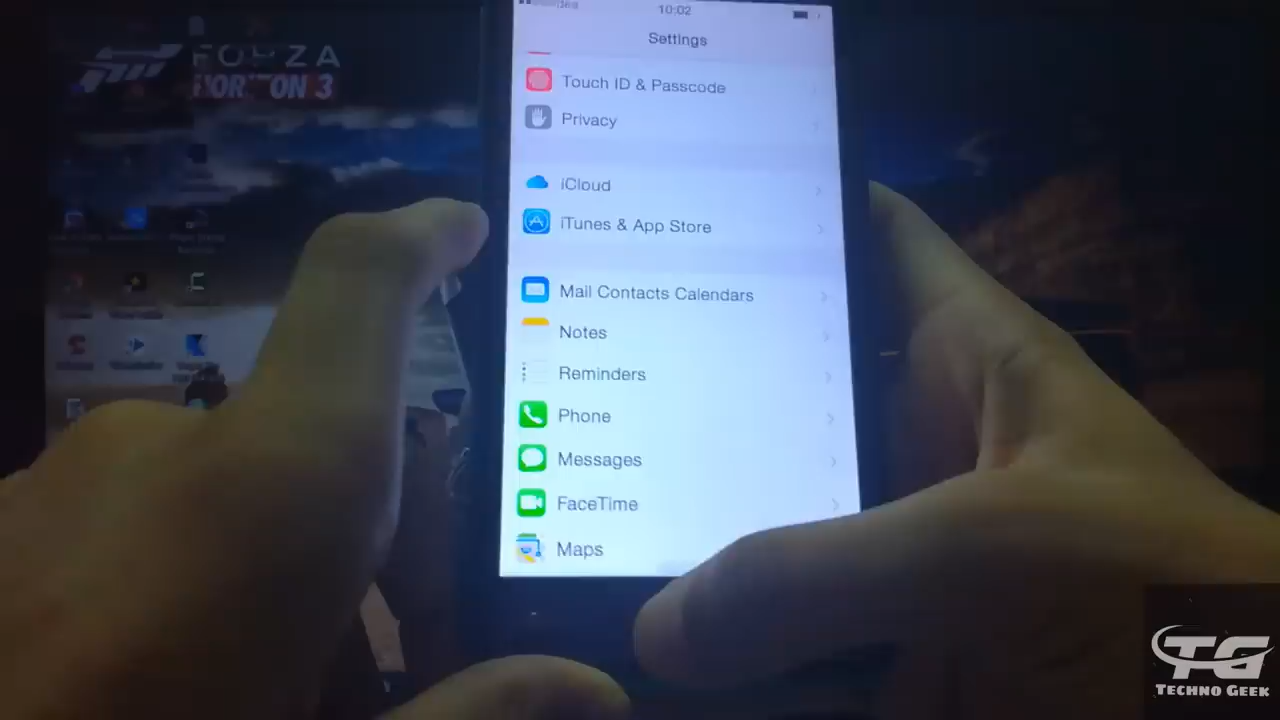 10:02
Settings
FORZA
HORIZON 3
Touch ID & Passcode
Privacy
iCloud
iTunes & App Store
Mail Contacts Calendars
Notes
Reminders
Phone
Messages
FaceTime
Maps
TG
TECHNO GEEK